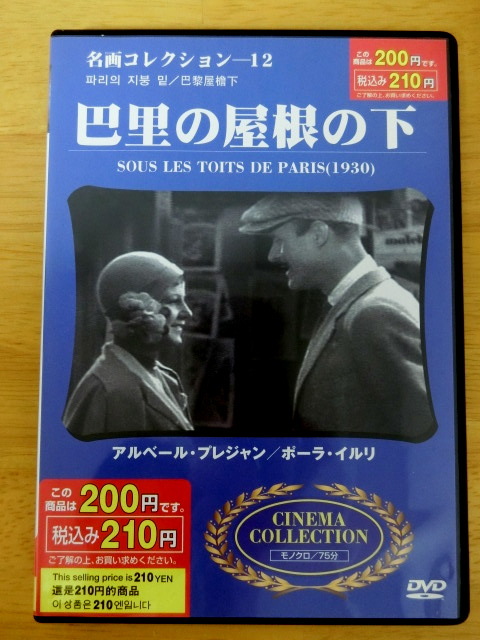 名画コレクション―12
파리의 지붕 밑／巴黎屋檐下
この商品は200円です。
税込み210円
ご了解の上、お買い求めください。
巴里の屋根の下
SOUS LES TOITS DE PARIS(1930)
アルベール・プレジャン／ポーラ・イルリ
この商品は200円です。
税込み210円
ご了解の上、お買い求めください。
This selling price is 210 YEN
這是210円的商品
이 상품은 210 엔입니다
CINEMA
COLLECTION
モノクロ／75分
DVD